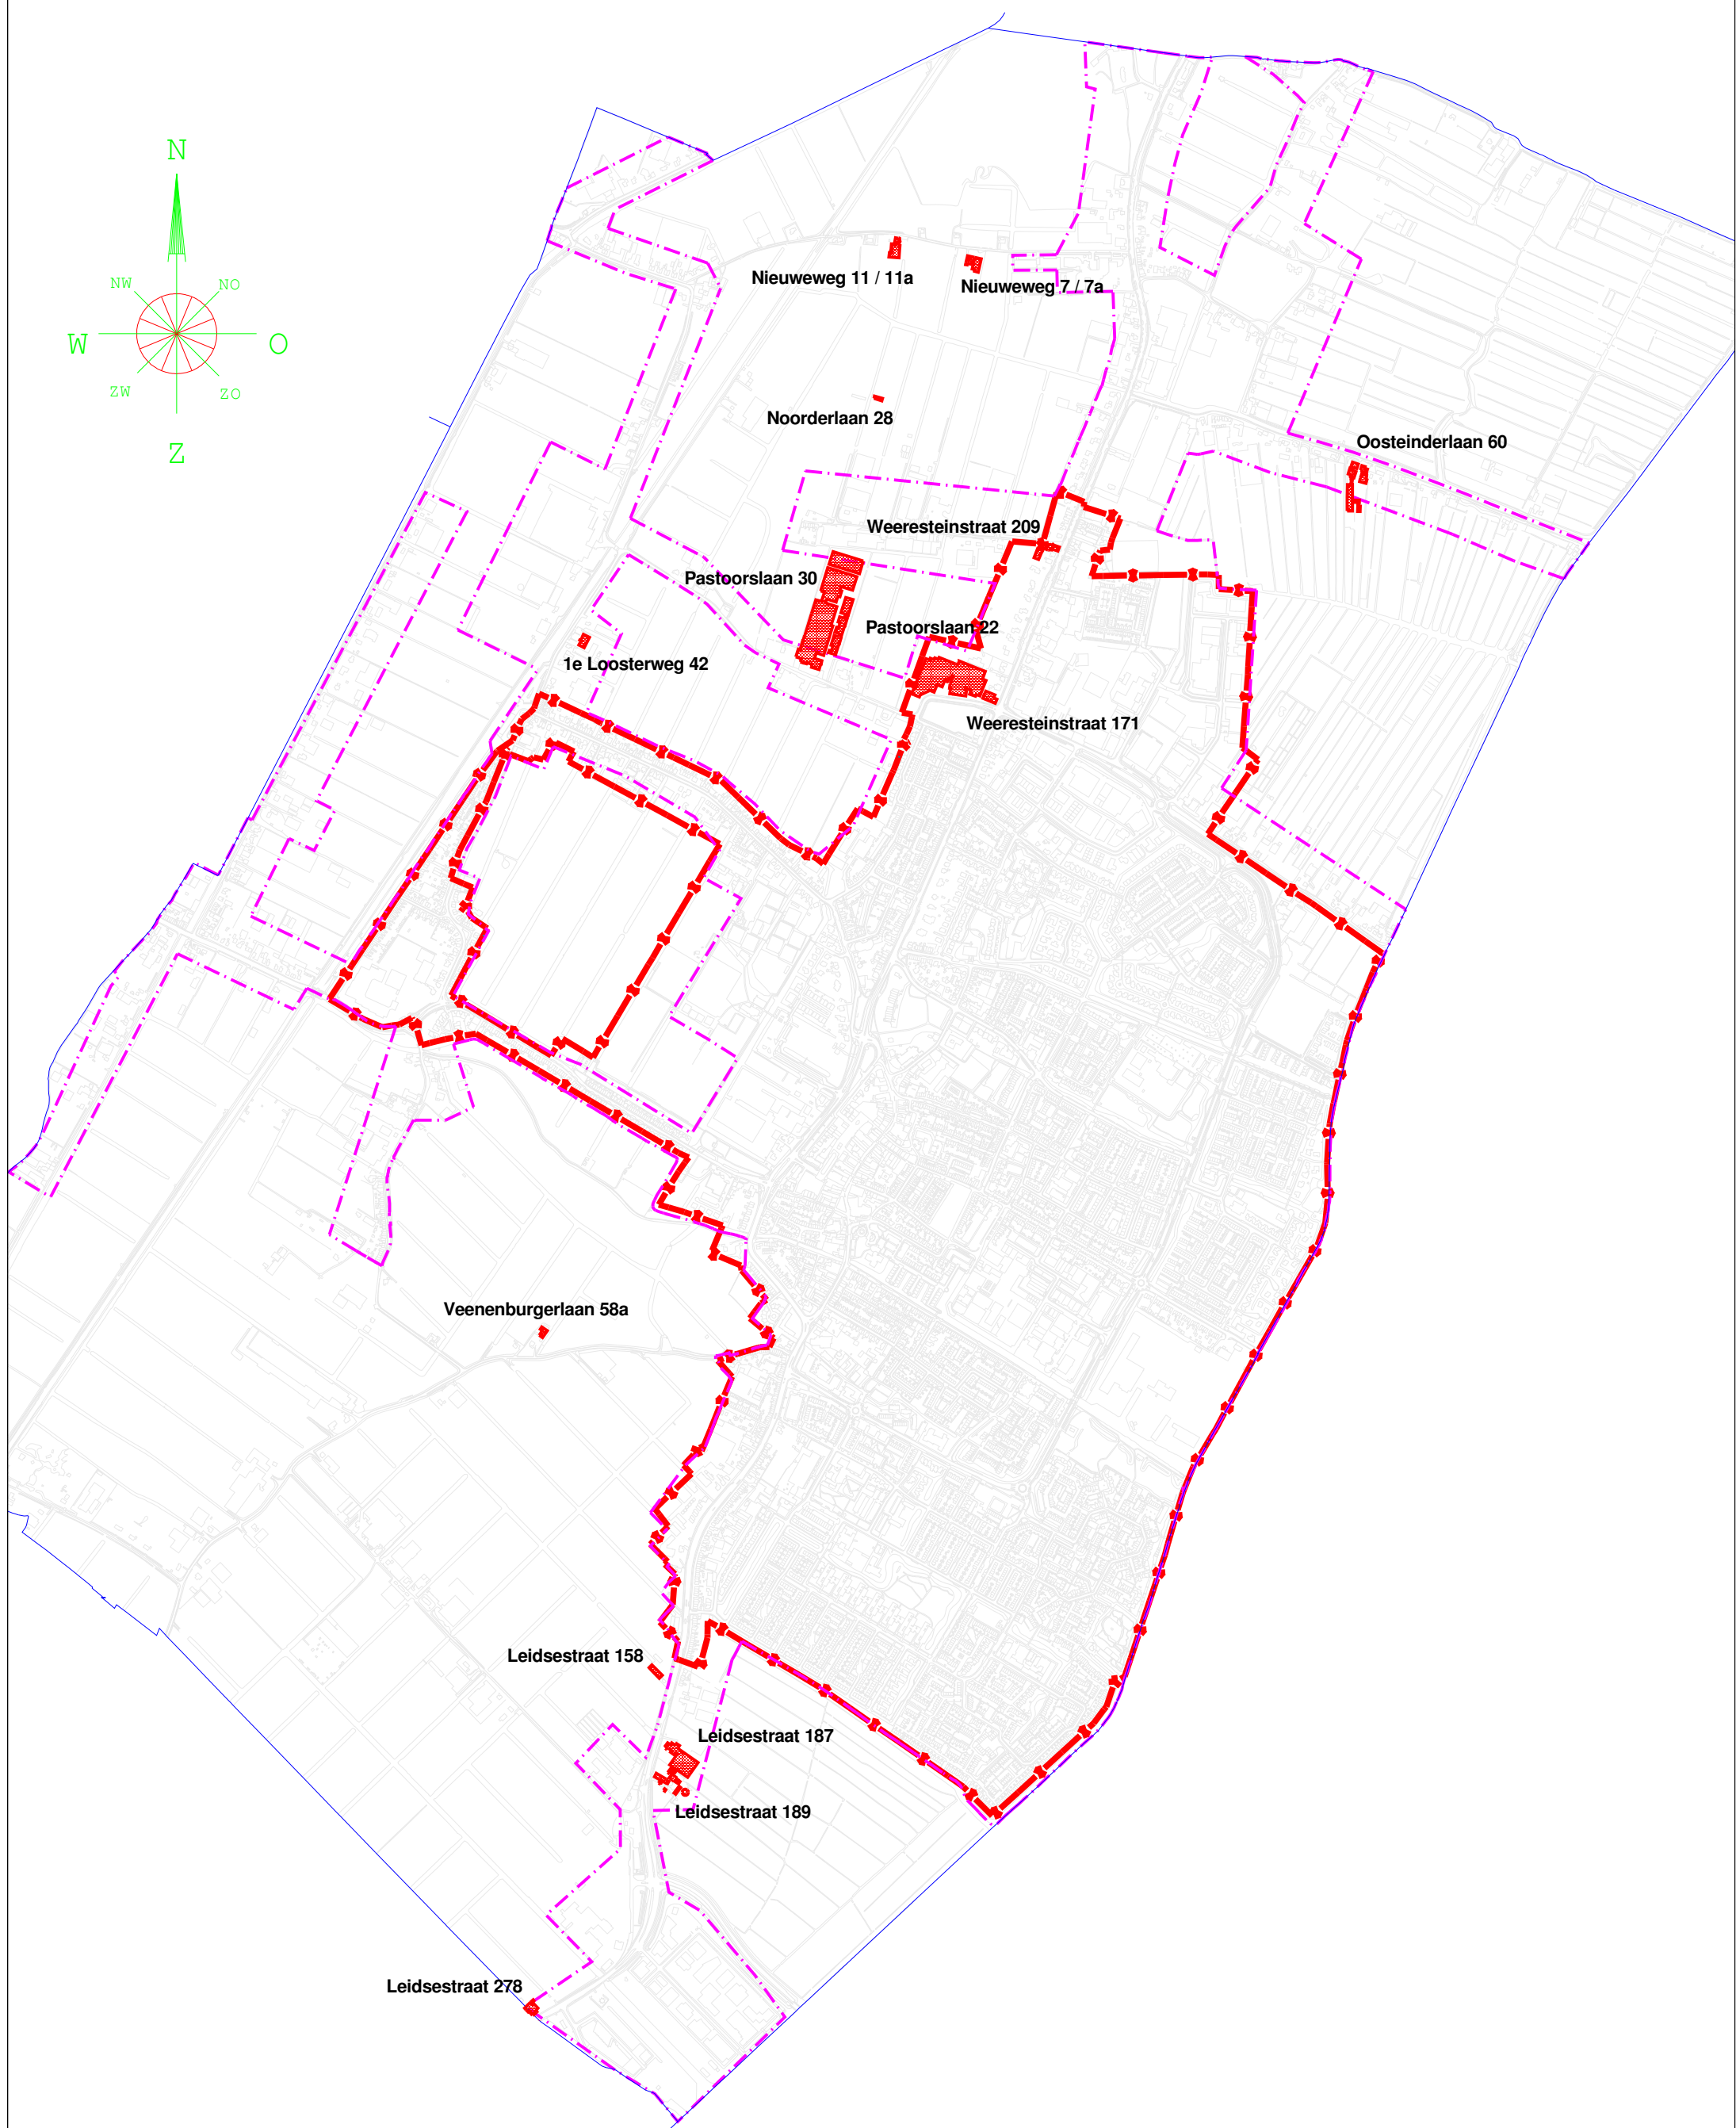 N
NW
NO
W
O
ZW
ZO
Z
Nieuweweg 11 / 11a
Nieuweweg 7 / 7a
Noorderlaan 28
Oosteinderlaan 60
Weeresteinstraat 209
Pastoorslaan 30
Pastoorslaan 22
1e Loosterweg 42
Weeresteinstraat 171
Veenenburgerlaan 58a
Leidsestraat 158
Leidsestraat 187
Leidsestraat 189
Leidsestraat 278